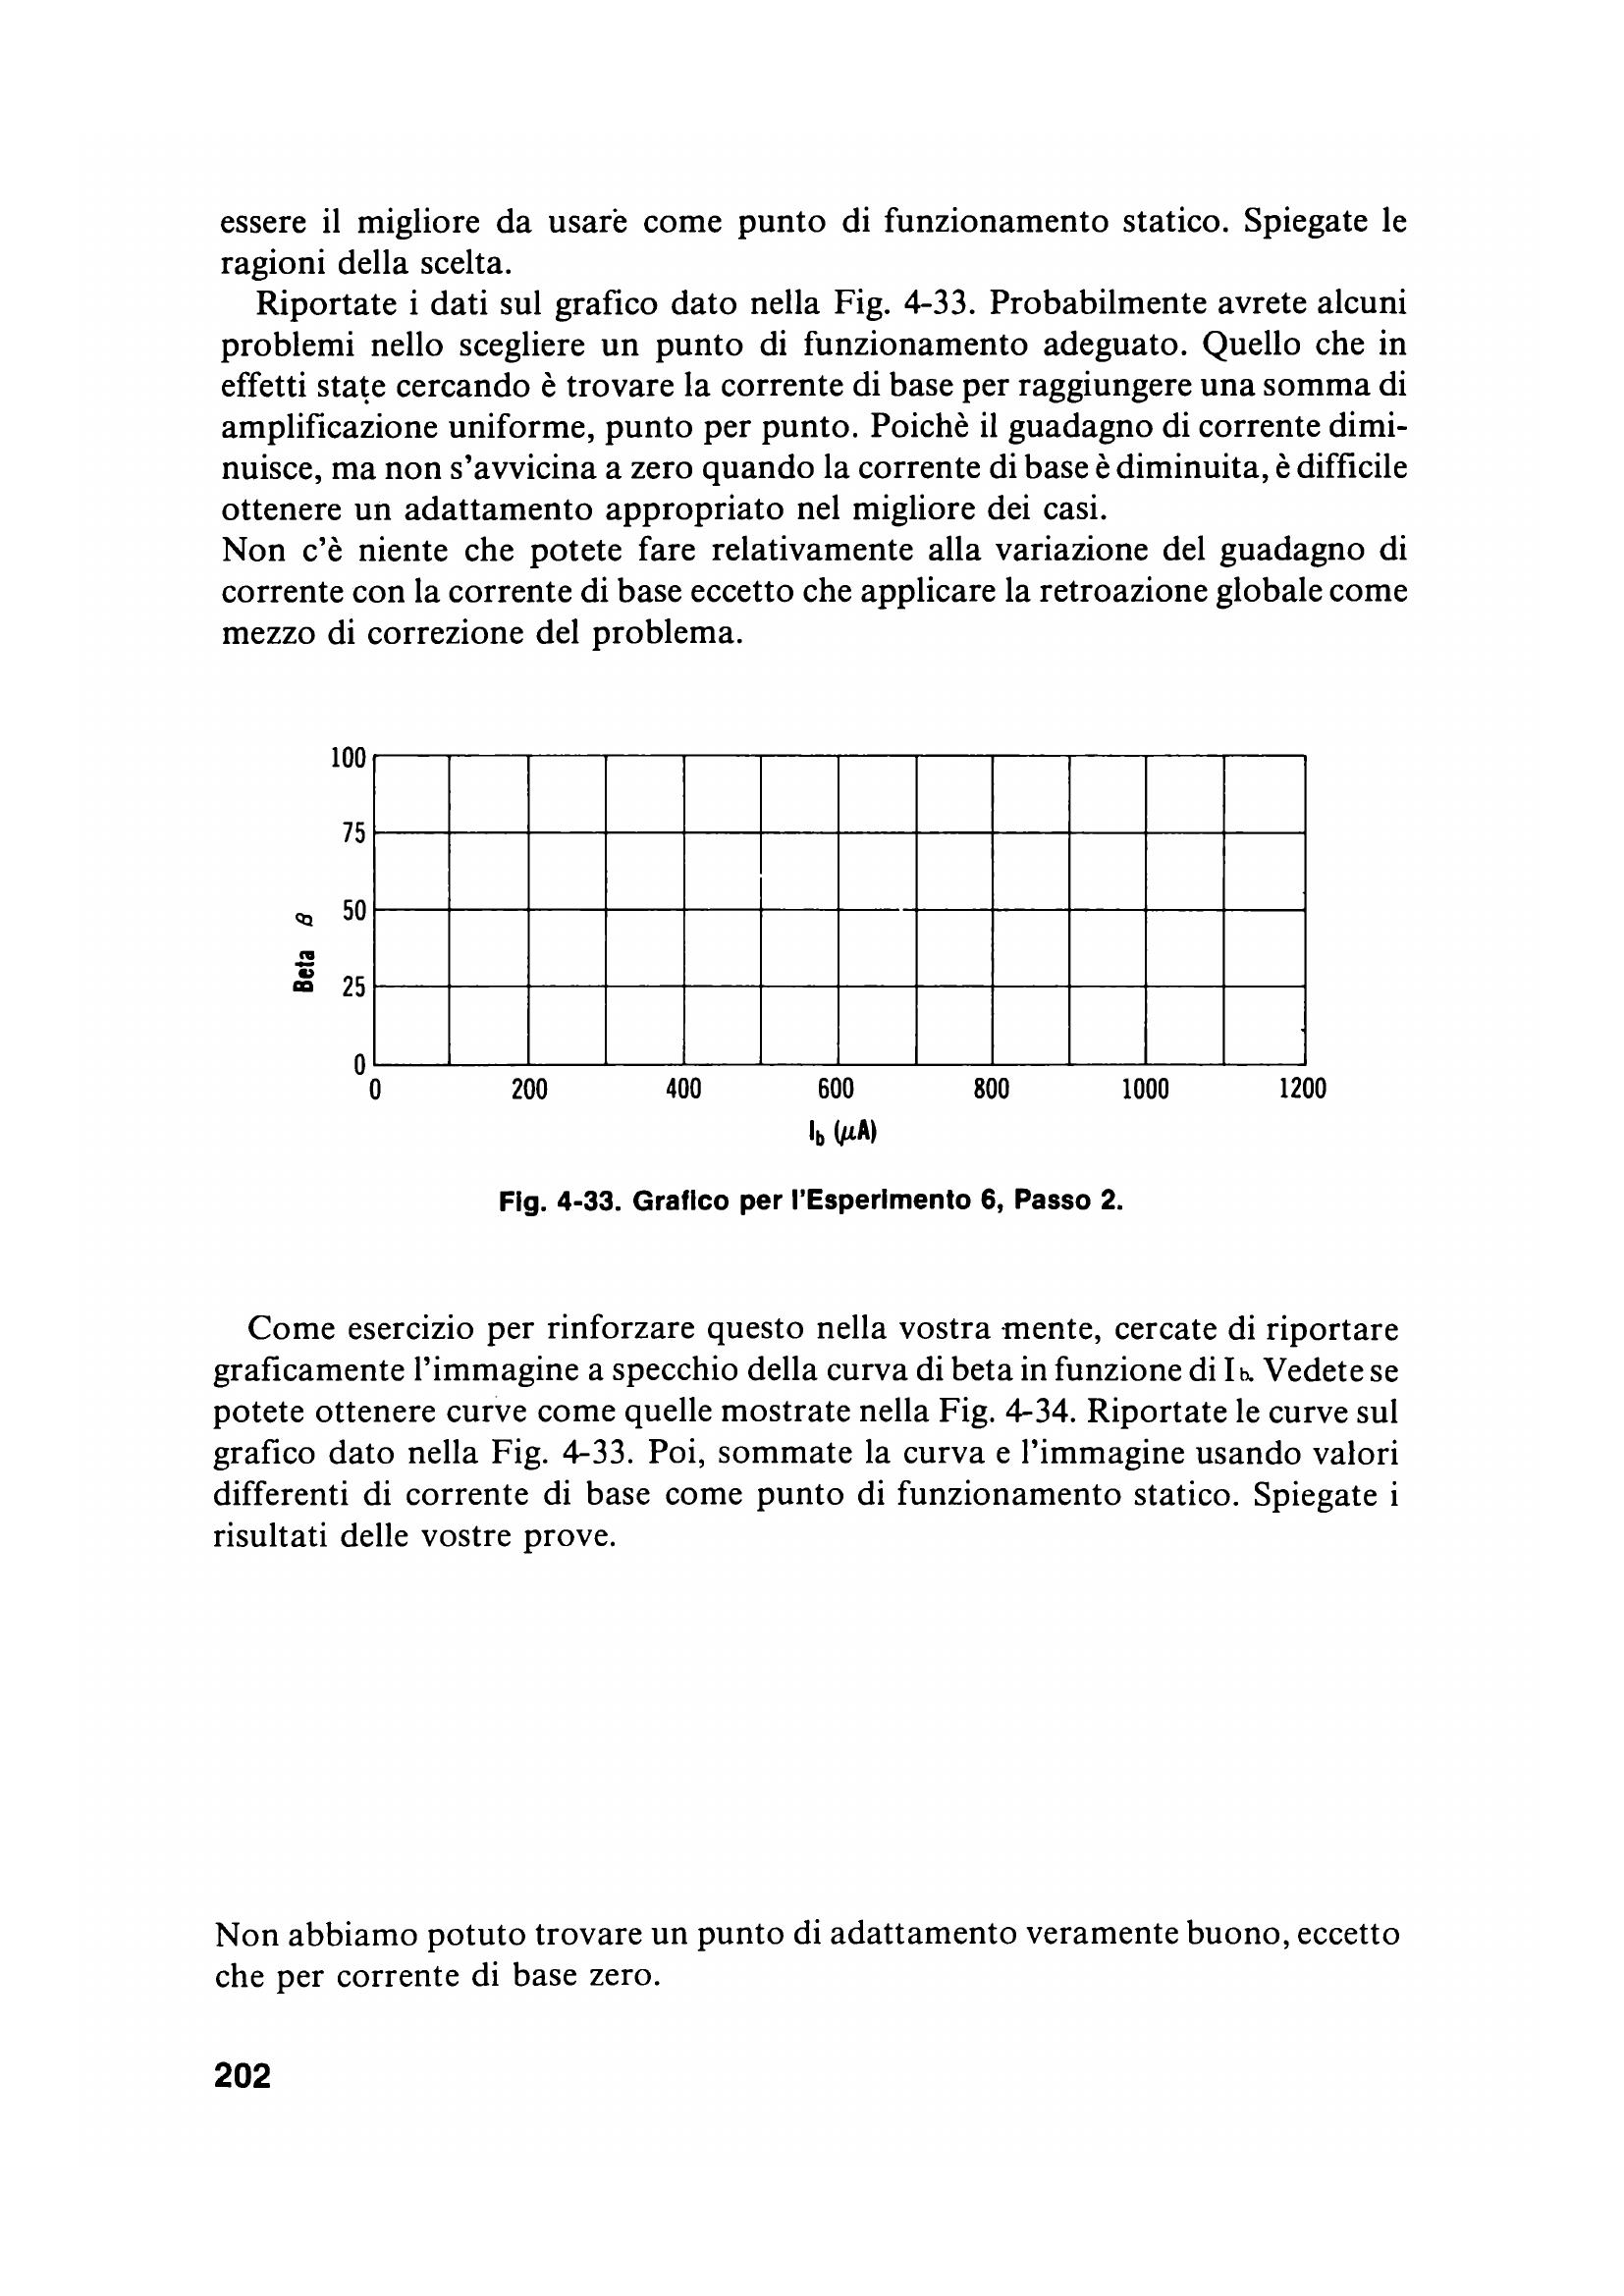 essere il migliore da usare come punto di funzionamento statico. Spiegate le
ragioni della scelta.
Riportate i dati sul grafico dato nella Fig. 4-33. Probabilmente avrete alcuni
problemi nello scegliere un punto di funzionamento adeguato. Quello che in
effetti state cercando è trovare la corrente di base per raggiungere una somma di
amplificazione uniforme, punto per punto. Poichè il guadagno di corrente dimi-
nuisce, ma non s'avvicina a zero quando la corrente di base è diminuita, è difficile
ottenere un adattamento appropriato nel migliore dei casi.
Non c'è niente che potete fare relativamente alla variazione del guadagno di
corrente con la corrente di base eccetto che applicare la retroazione globale come
mezzo di correzione del problema.
100
75
50
25
0
Beta β
0 200 400 600 800 1000 1200
I_b (μA)
Fig. 4-33. Grafico per l'Esperimento 6, Passo 2.
Come esercizio per rinforzare questo nella vostra mente, cercate di riportare
graficamente l'immagine a specchio della curva di beta in funzione di I b. Vedete se
potete ottenere curve come quelle mostrate nella Fig. 4-34. Riportate le curve sul
grafico dato nella Fig. 4-33. Poi, sommate la curva e l'immagine usando valori
differenti di corrente di base come punto di funzionamento statico. Spiegate i
risultati delle vostre prove.
Non abbiamo potuto trovare un punto di adattamento veramente buono, eccetto
che per corrente di base zero.
202